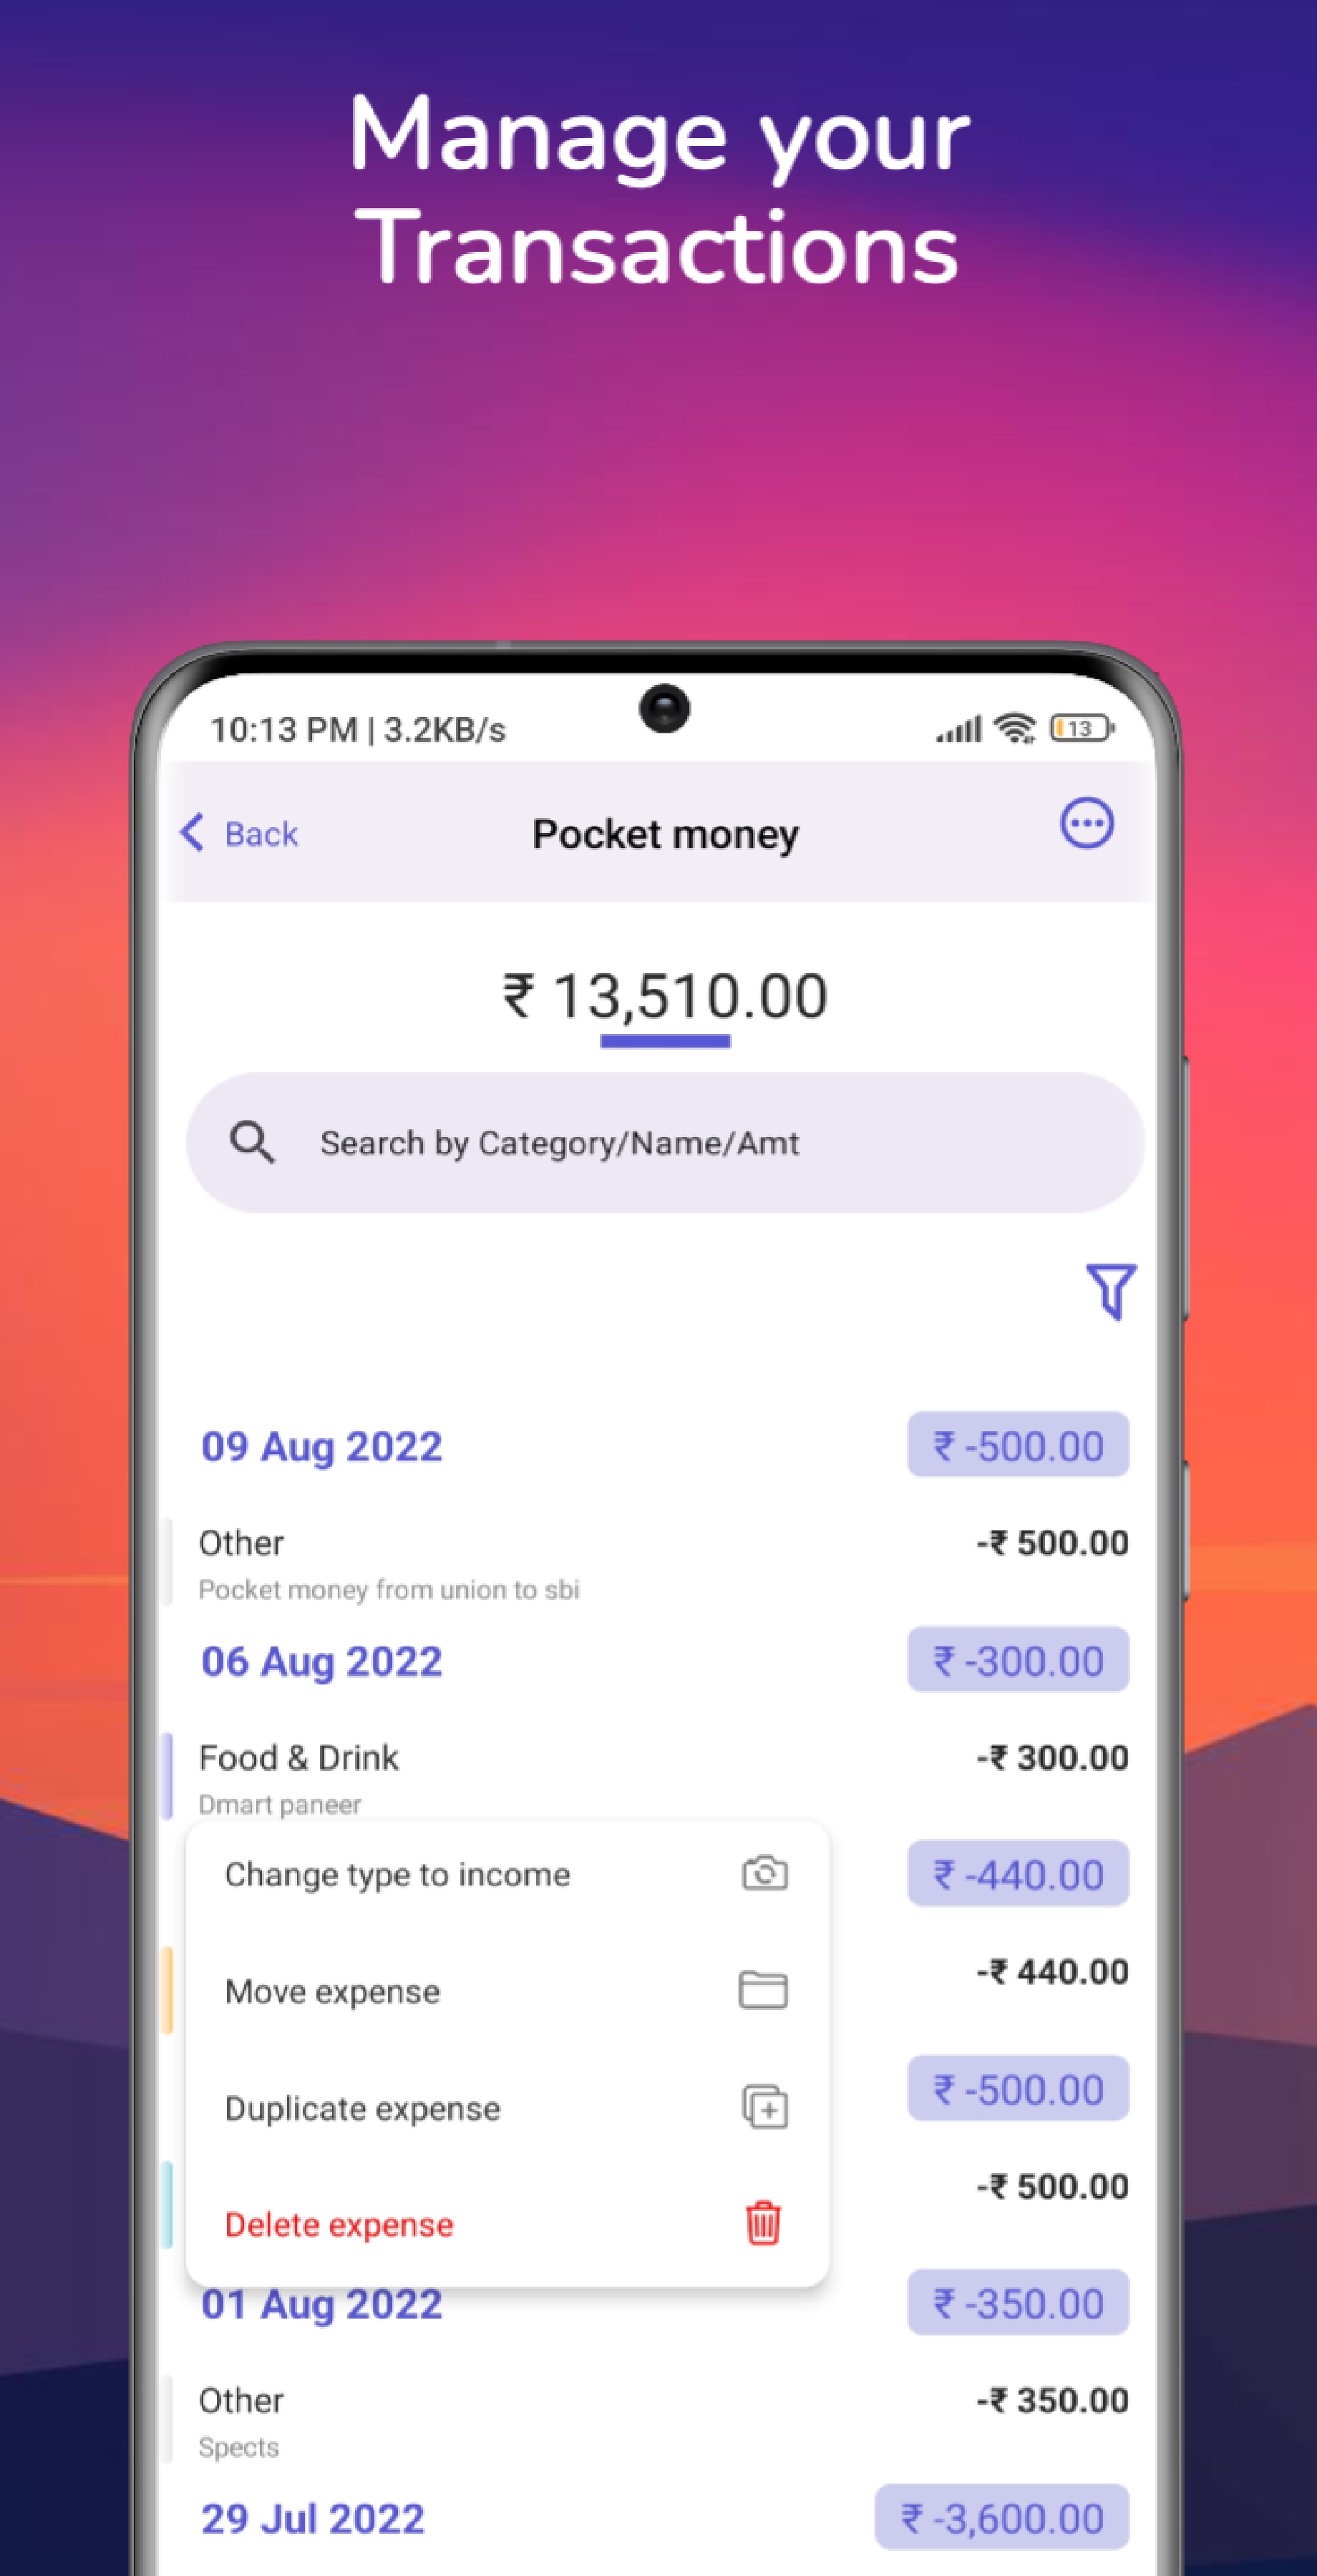 Manage your
Transactions
10:13 PM | 3.2KB/s
13
Back
Pocket money
₹ 13,510.00
Search by Category/Name/Amt
09 Aug 2022
₹ -500.00
Other
-₹ 500.00
Pocket money from union to sbi
06 Aug 2022
₹ -300.00
Food & Drink
-₹ 300.00
Dmart paneer
Change type to income
₹ -440.00
Move expense
-₹ 440.00
Duplicate expense
₹ -500.00
Delete expense
-₹ 500.00
01 Aug 2022
₹ -350.00
Other
-₹ 350.00
Spects
29 Jul 2022
₹ -3,600.00